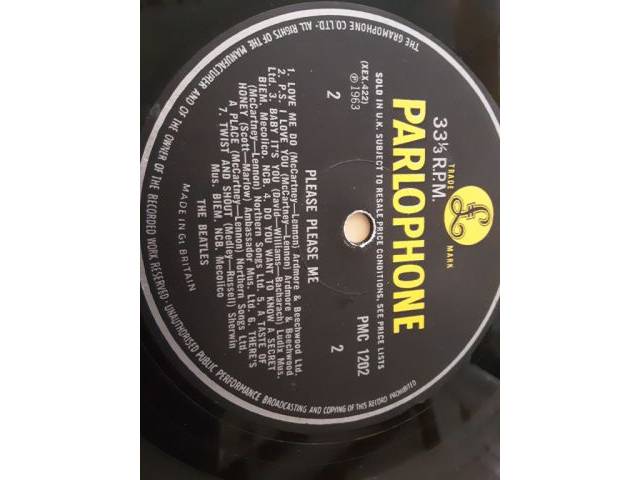 THE GRAMOPHONE CO. LTD. · ALL RIGHTS OF THE MANUFACTURER AND OF THE OWNER OF THE RECORDED WORK RESERVED · UNAUTHORISED PUBLIC PERFORMANCE BROADCASTING AND COPYING OF THIS RECORD PROHIBITED
TRADE £ MARK
33⅓ R.P.M.
PARLOPHONE
SOLD IN U.K. SUBJECT TO RESALE PRICE CONDITIONS, SEE PRICE LISTS
(XEX.422)
℗1963
PMC 1202
2
2
PLEASE PLEASE ME
1. LOVE ME DO (McCartney—Lennon) Ardmore & Beechwood Ltd.
2. P.S. I LOVE YOU (McCartney—Lennon) Ardmore & Beechwood
Ltd. 3. BABY IT'S YOU (David—Williams—Bacharach) Ludix Mus.
BIEM. Mecolico. NCB. 4. DO YOU WANT TO KNOW A SECRET
(McCartney—Lennon) Northern Songs Ltd. 5. A TASTE OF
HONEY (Scott—Marlow) Ambassador Mus. Ltd. 6. THERE'S
A PLACE (McCartney—Lennon) Northern Songs Ltd.
7. TWIST AND SHOUT (Medley—Russell) Sherwin
Mus. BIEM. NCB. Mecolico
THE BEATLES
MADE IN GT. BRITAIN